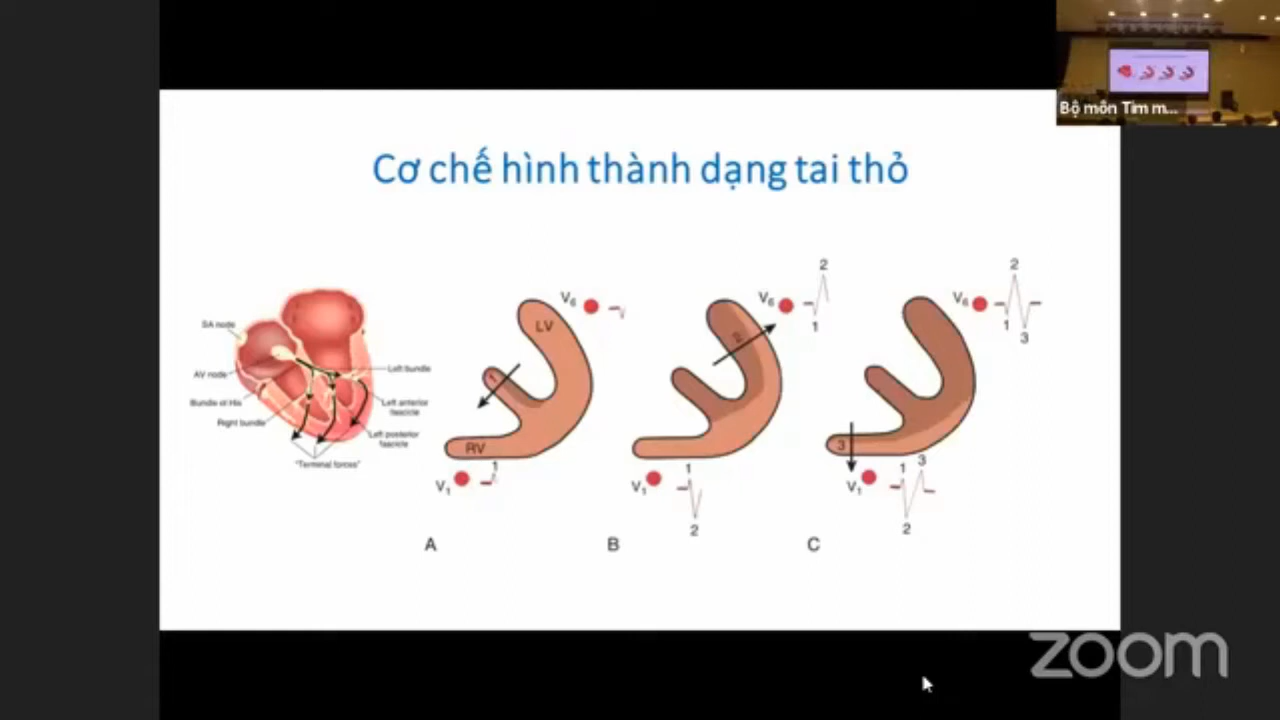 Bộ môn Tim m...
Cơ chế hình thành dạng tai thỏ
SA node
AV node
Bundle of His
Right bundle
Left bundle
Left anterior
fascicle
Left posterior
fascicle
"Terminal forces"
V6
LV
1
RV
1
V1
A
V6
2
1
2
1
V1
2
B
V6
2
1
3
3
V1
1
3
2
C
zoom